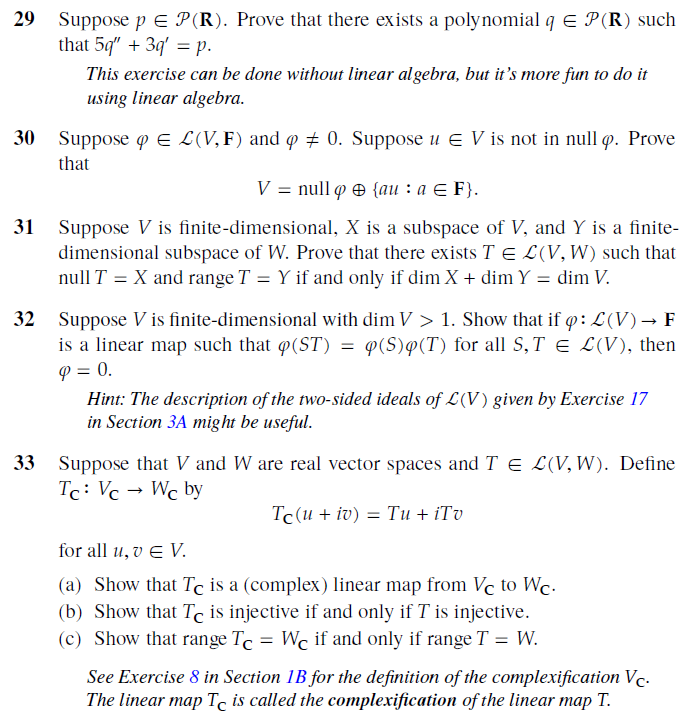 29 Suppose p ∈ 𝒫(𝐑). Prove that there exists a polynomial q ∈ 𝒫(𝐑) such
that 5q″ + 3q′ = p.
This exercise can be done without linear algebra, but it's more fun to do it
using linear algebra.
30 Suppose φ ∈ ℒ(V, 𝐅) and φ ≠ 0. Suppose u ∈ V is not in null φ. Prove
that
V = null φ ⊕ {au : a ∈ 𝐅}.
31 Suppose V is finite-dimensional, X is a subspace of V, and Y is a finite-
dimensional subspace of W. Prove that there exists T ∈ ℒ(V, W) such that
null T = X and range T = Y if and only if dim X + dim Y = dim V.
32 Suppose V is finite-dimensional with dim V > 1. Show that if φ: ℒ(V) → 𝐅
is a linear map such that φ(ST) = φ(S)φ(T) for all S, T ∈ ℒ(V), then
φ = 0.
Hint: The description of the two-sided ideals of ℒ(V) given by Exercise 17
in Section 3A might be useful.
33 Suppose that V and W are real vector spaces and T ∈ ℒ(V, W). Define
T_𝐂: V_𝐂 → W_𝐂 by
T_𝐂(u + iv) = Tu + iTv
for all u, v ∈ V.
(a) Show that T_𝐂 is a (complex) linear map from V_𝐂 to W_𝐂.
(b) Show that T_𝐂 is injective if and only if T is injective.
(c) Show that range T_𝐂 = W_𝐂 if and only if range T = W.
See Exercise 8 in Section 1B for the definition of the complexification V_𝐂.
The linear map T_𝐂 is called the complexification of the linear map T.